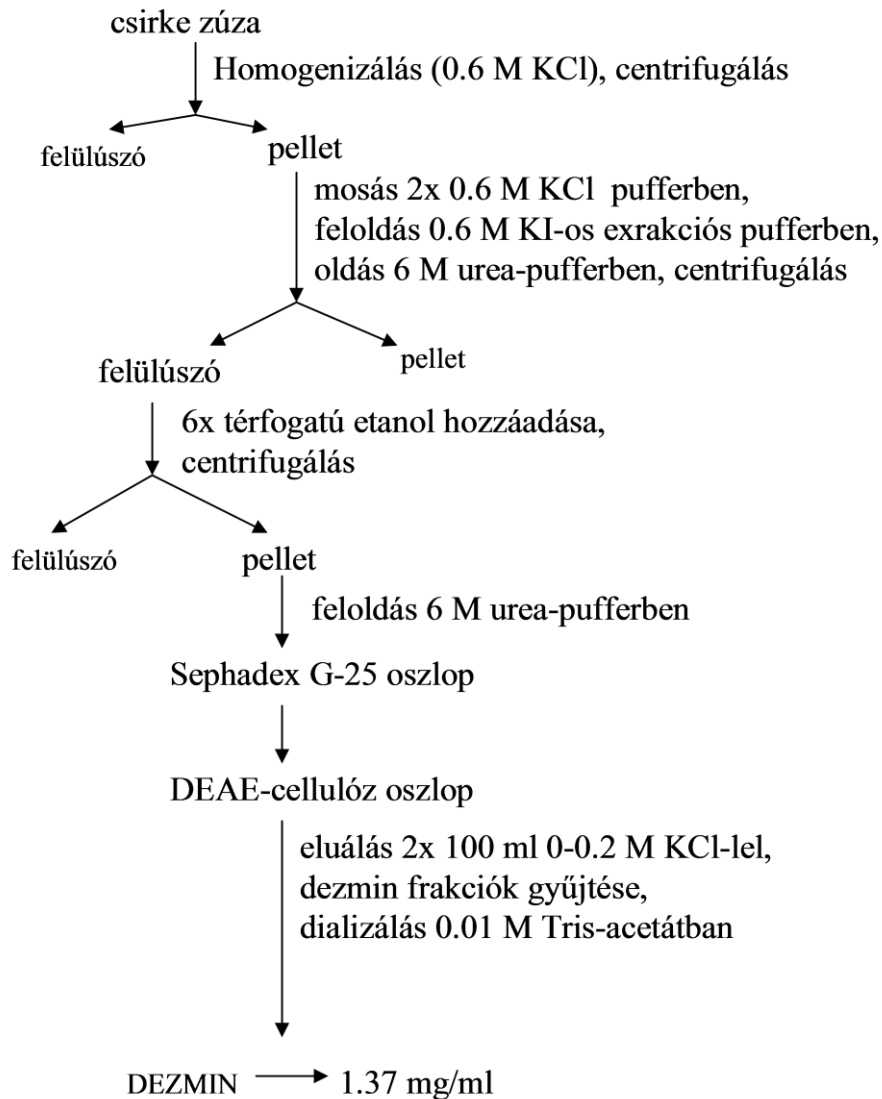 csirke zúza
Homogenizálás (0.6 M KCl), centrifugálás
felülúszó
pellet
mosás 2x 0.6 M KCl pufferben,
feloldás 0.6 M KI-os exrakciós pufferben,
oldás 6 M urea-pufferben, centrifugálás
felülúszó
pellet
6x térfogatú etanol hozzáadása,
centrifugálás
felülúszó
pellet
feloldás 6 M urea-pufferben
Sephadex G-25 oszlop
DEAE-cellulóz oszlop
eluálás 2x 100 ml 0-0.2 M KCl-lel,
dezmin frakciók gyűjtése,
dializálás 0.01 M Tris-acetátban
DEZMIN 1.37 mg/ml